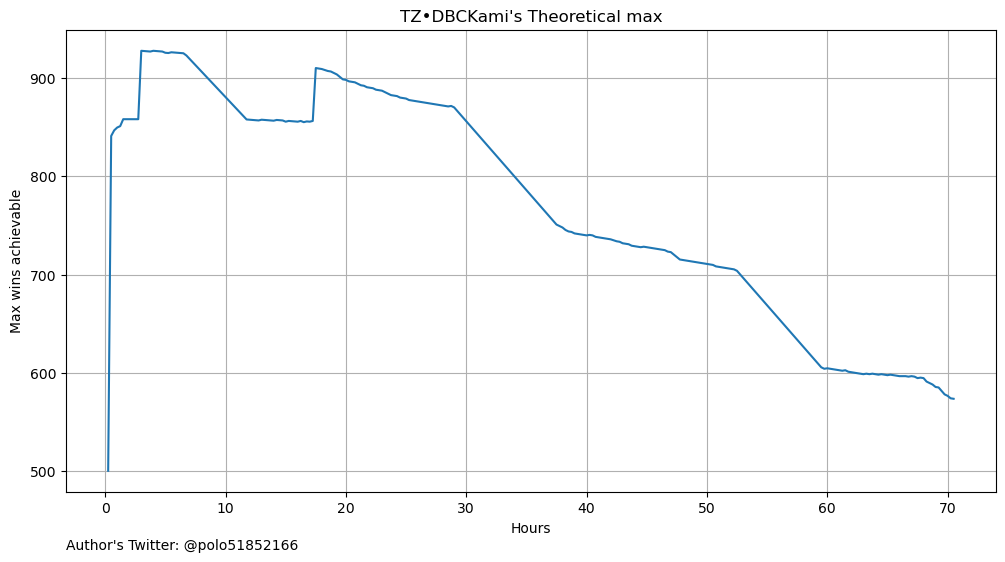 TZ•DBCKami's Theoretical max
Max wins achievable
900
800
700
600
500
0 10 20 30 40 50 60 70
Hours
Author's Twitter: @polo51852166